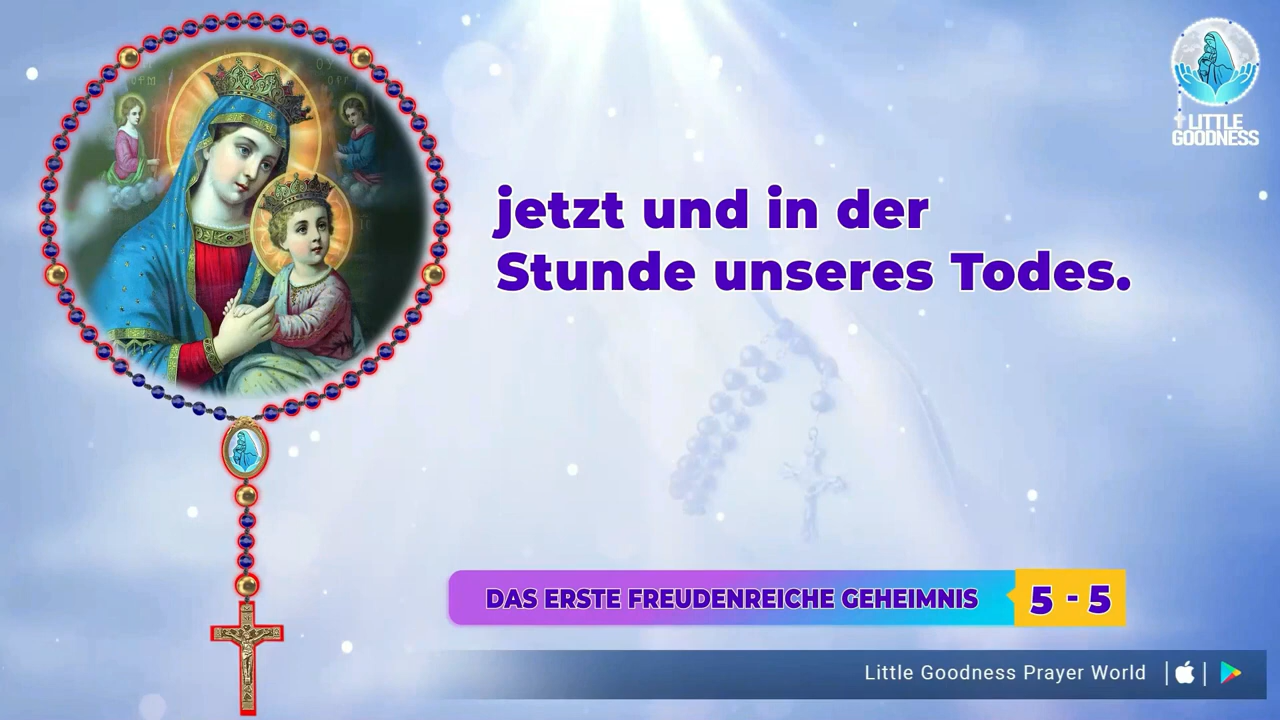 LITTLE
GOODNESS
jetzt und in der
Stunde unseres Todes.
DAS ERSTE FREUDENREICHE GEHEIMNIS
5 - 5
Little Goodness Prayer World